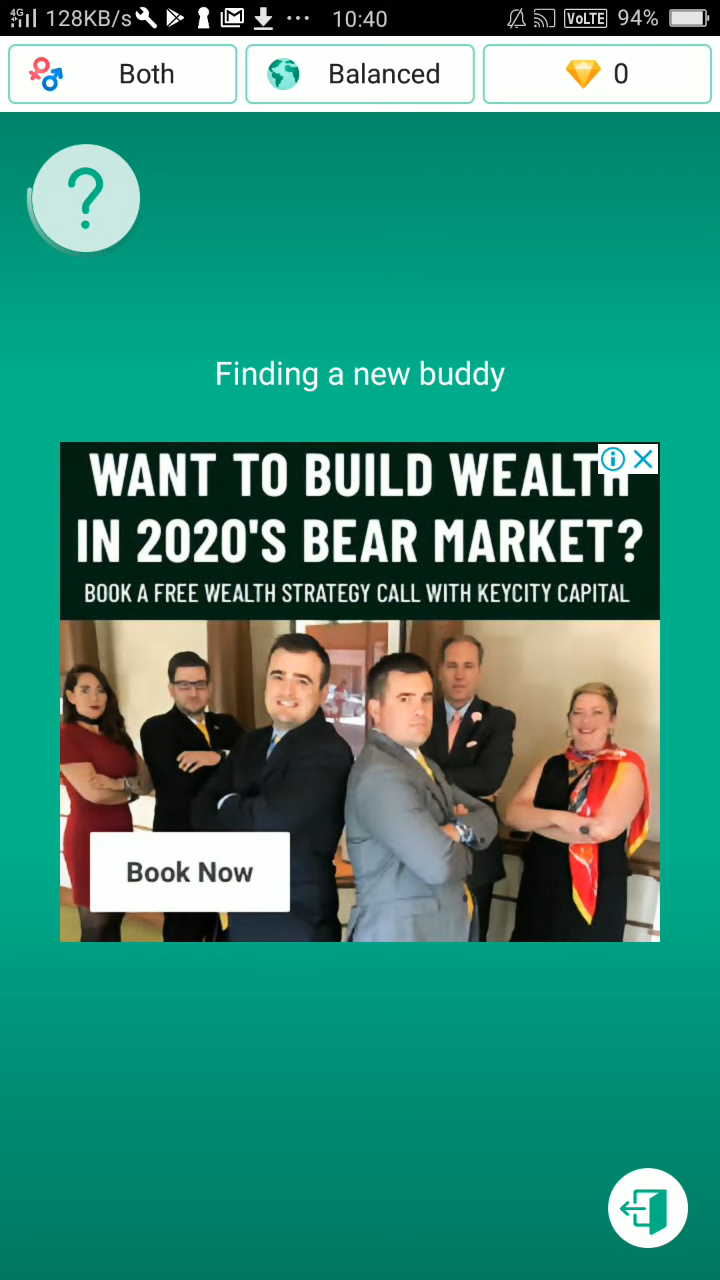 4G 128KB/s ... 10:40 VoLTE 94%
Both Balanced 0
?
Finding a new buddy
WANT TO BUILD WEALTH
IN 2020'S BEAR MARKET?
BOOK A FREE WEALTH STRATEGY CALL WITH KEYCITY CAPITAL
Book Now